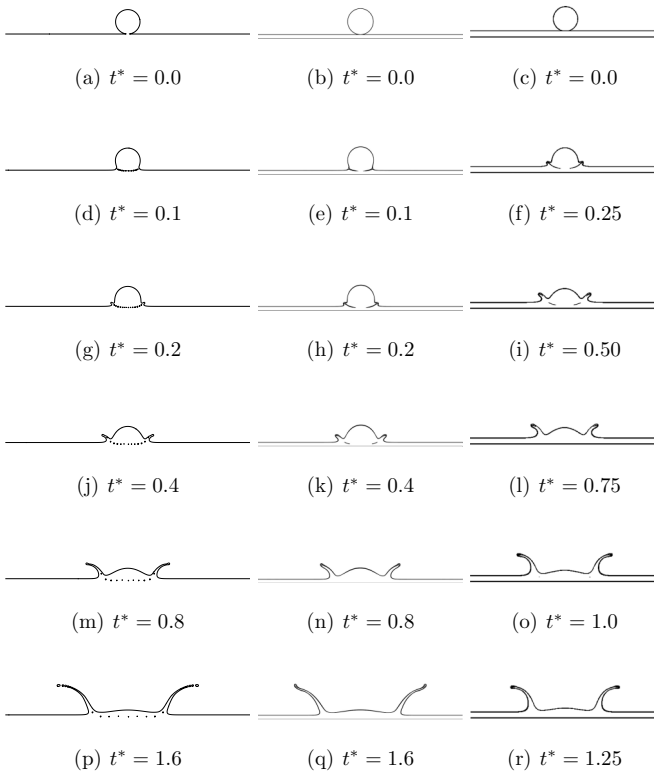 (a) t* = 0.0 (b) t* = 0.0 (c) t* = 0.0
(d) t* = 0.1 (e) t* = 0.1 (f) t* = 0.25
(g) t* = 0.2 (h) t* = 0.2 (i) t* = 0.50
(j) t* = 0.4 (k) t* = 0.4 (l) t* = 0.75
(m) t* = 0.8 (n) t* = 0.8 (o) t* = 1.0
(p) t* = 1.6 (q) t* = 1.6 (r) t* = 1.25